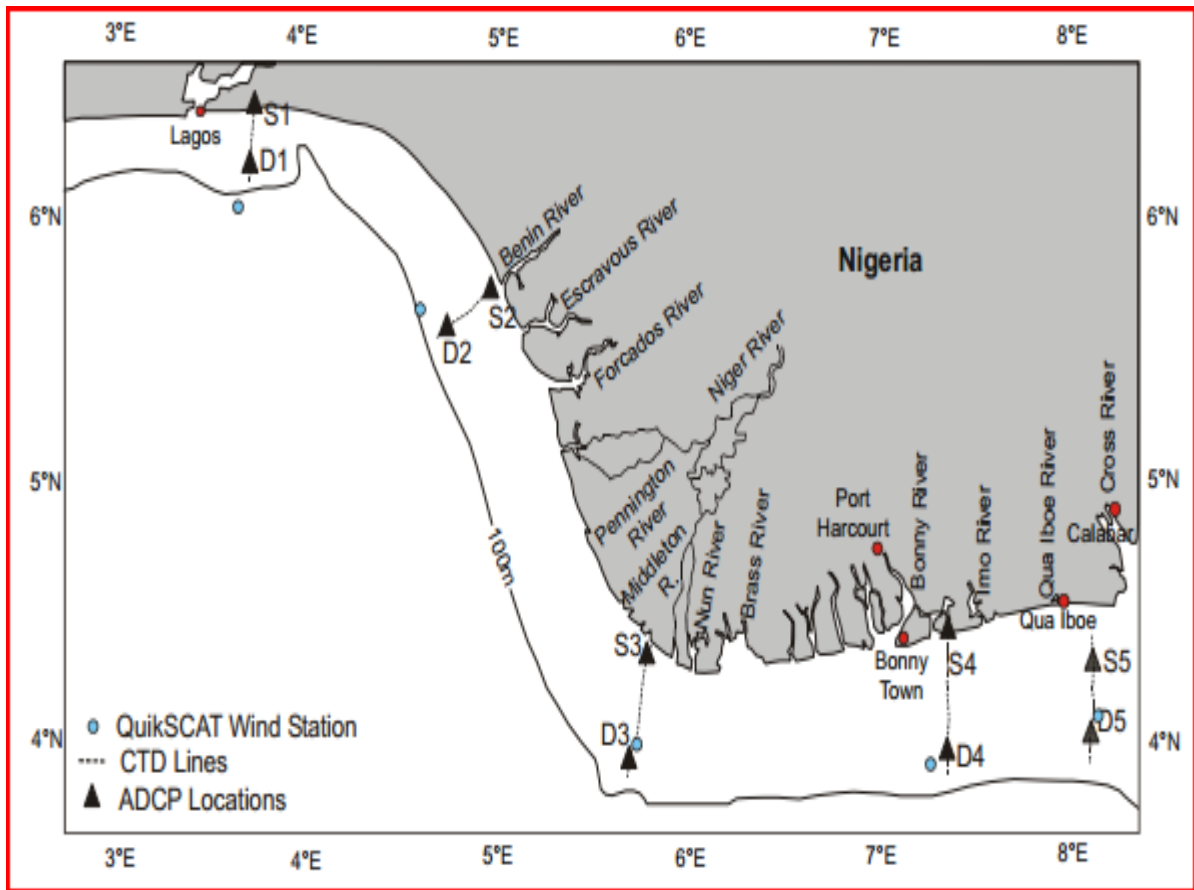 3°E 4°E 5°E 6°E 7°E 8°E
S1
Lagos
D1
6°N 6°N
Benin River
Escravous River
Nigeria
S2
D2
Forcados River
Niger River
5°N 5°N
Cross River
Port
Harcourt
Bonny River
Qua Iboe River
Calabar
Pennington
River
100m
Middleton
R.
Nun River
Brass River
Imo River
Qua Iboe
S3
Bonny
Town
S4
S5
QuikSCAT Wind Station
D3
D5
4°N 4°N
D4
CTD Lines
ADCP Locations
3°E 4°E 5°E 6°E 7°E 8°E